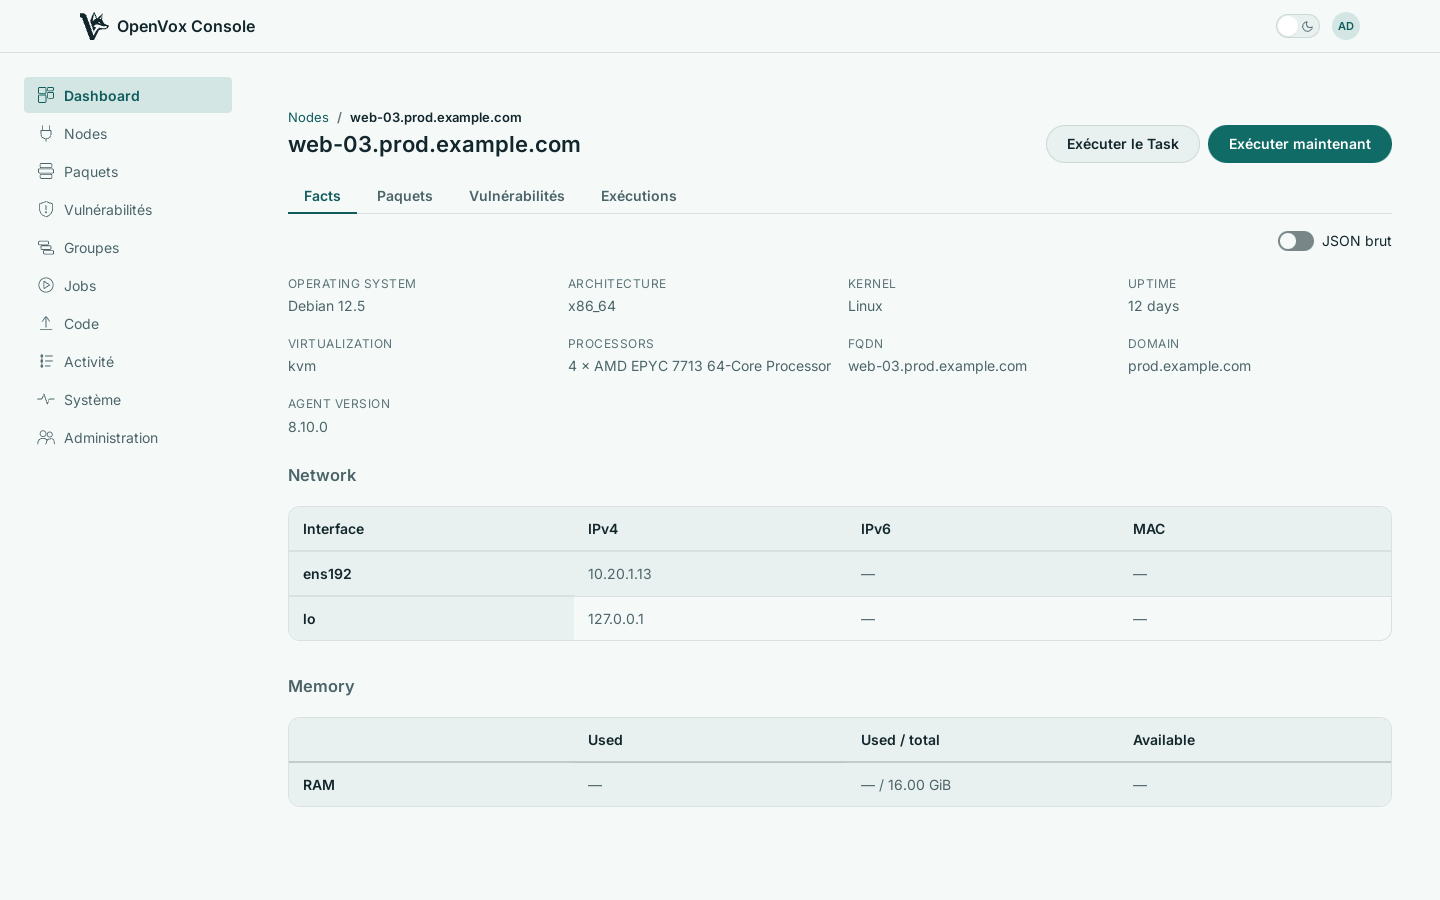 OpenVox Console
AD
Dashboard
Nodes
Paquets
Vulnérabilités
Groupes
Jobs
Code
Activité
Système
Administration
Nodes / web-03.prod.example.com
web-03.prod.example.com
Exécuter le Task
Exécuter maintenant
Facts Paquets Vulnérabilités Exécutions
JSON brut
OPERATING SYSTEM ARCHITECTURE KERNEL UPTIME
Debian 12.5 x86_64 Linux 12 days
VIRTUALIZATION PROCESSORS FQDN DOMAIN
kvm 4 × AMD EPYC 7713 64-Core Processor web-03.prod.example.com prod.example.com
AGENT VERSION
8.10.0
Network
Interface IPv4 IPv6 MAC
ens192 10.20.1.13 — —
lo 127.0.0.1 — —
Memory
Used Used / total Available
RAM — — / 16.00 GiB —